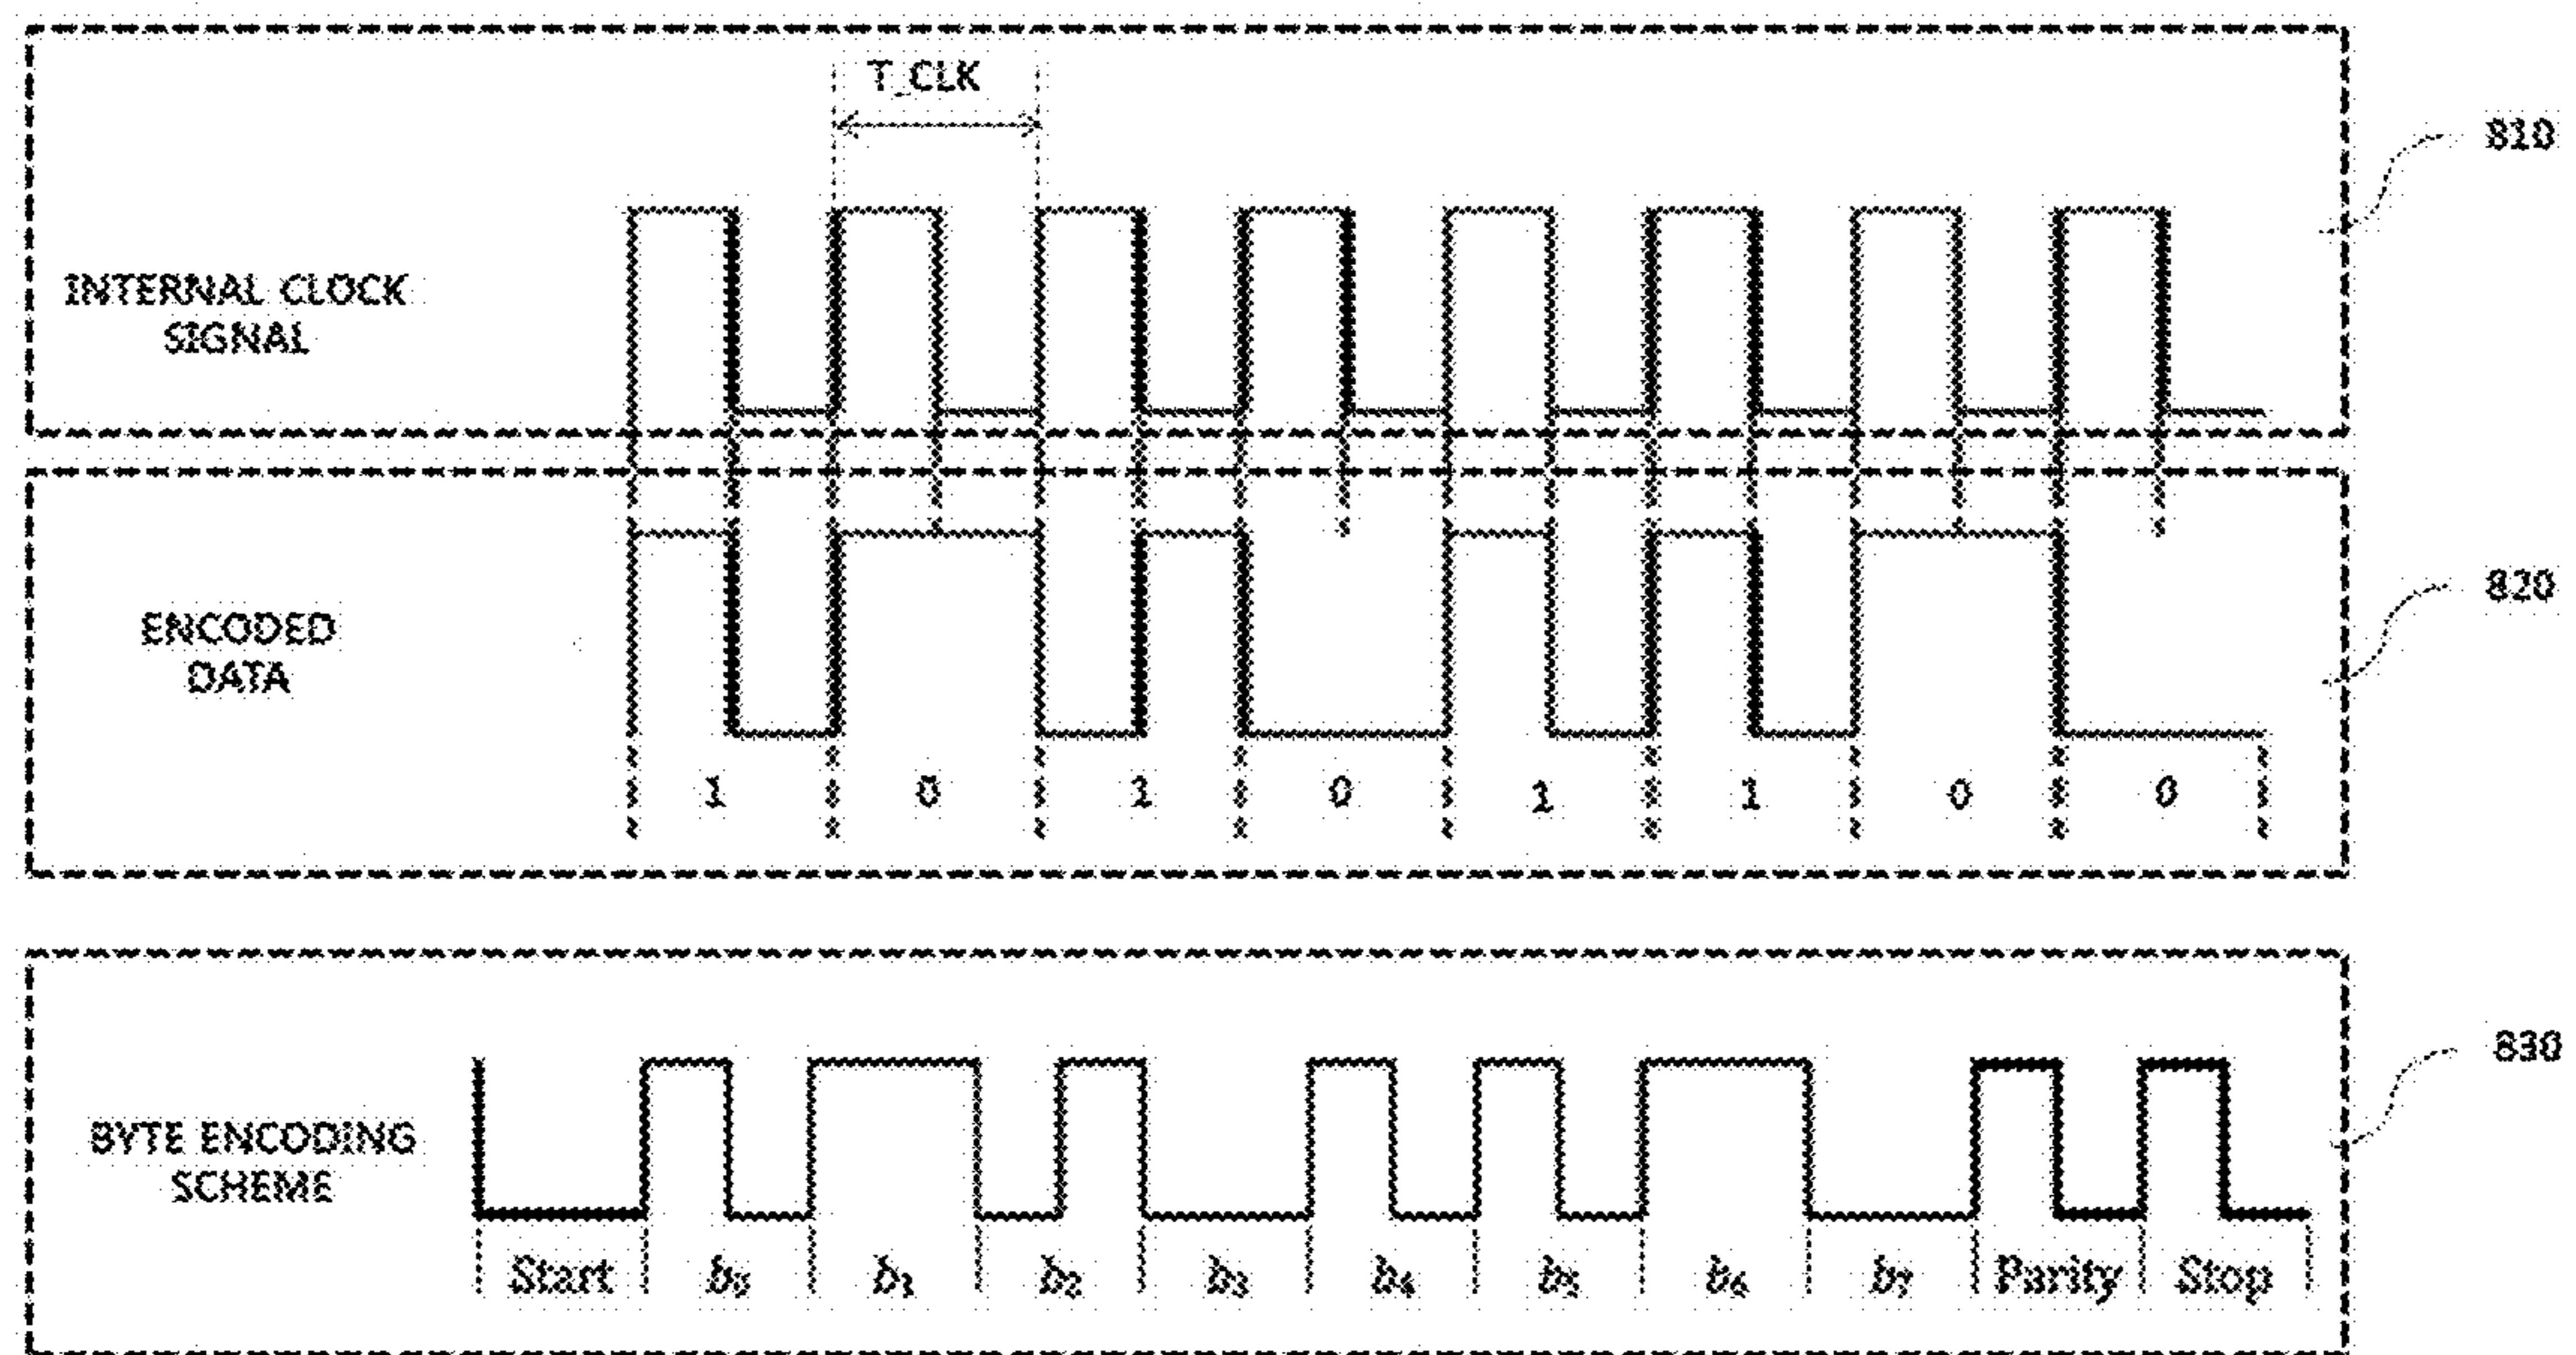 T_CLK
810
INTERNAL CLOCK
SIGNAL
820
ENCODED
DATA
1 0 1 0 1 1 0 0
830
BYTE ENCODING
SCHEME
Start b₀ b₁ b₂ b₃ b₄ b₅ b₆ b₇ Parity Stop